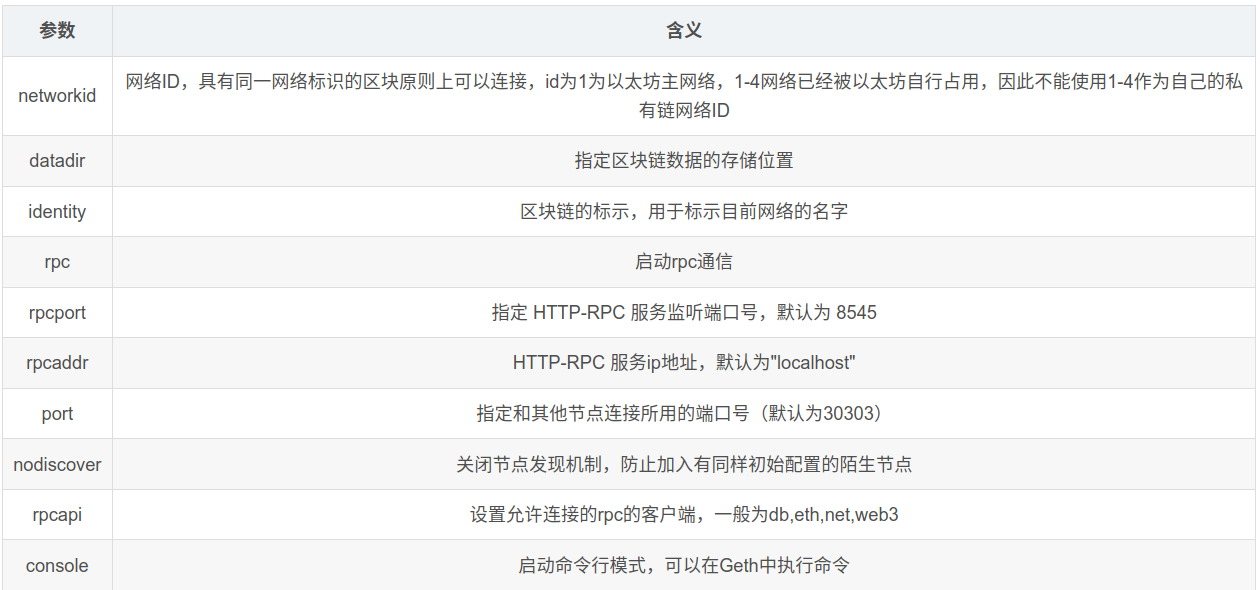 参数 含义
networkid 网络ID，具有同一网络标识的区块原则上可以连接，id为1为以太坊主网络，1-4网络已经被以太坊自行占用，因此不能使用1-4作为自己的私
有链网络ID
datadir 指定区块链数据的存储位置
identity 区块链的标示，用于标示目前网络的名字
rpc 启动rpc通信
rpcport 指定 HTTP-RPC 服务监听端口号，默认为 8545
rpcaddr HTTP-RPC 服务ip地址，默认为"localhost"
port 指定和其他节点连接所用的端口号（默认为30303）
nodiscover 关闭节点发现机制，防止加入有同样初始配置的陌生节点
rpcapi 设置允许连接的rpc的客户端，一般为db,eth,net,web3
console 启动命令行模式，可以在Geth中执行命令